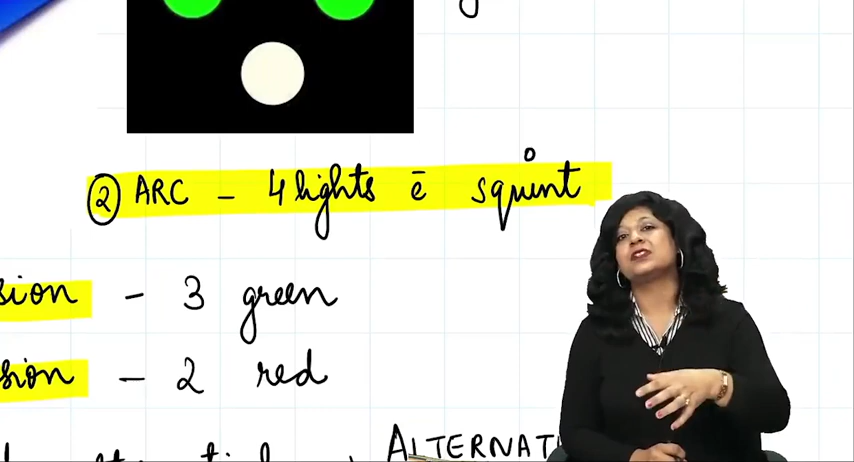 ② ARC - 4 lights ē squint
sion - 3 green
sion - 2 red
ALTERNAT